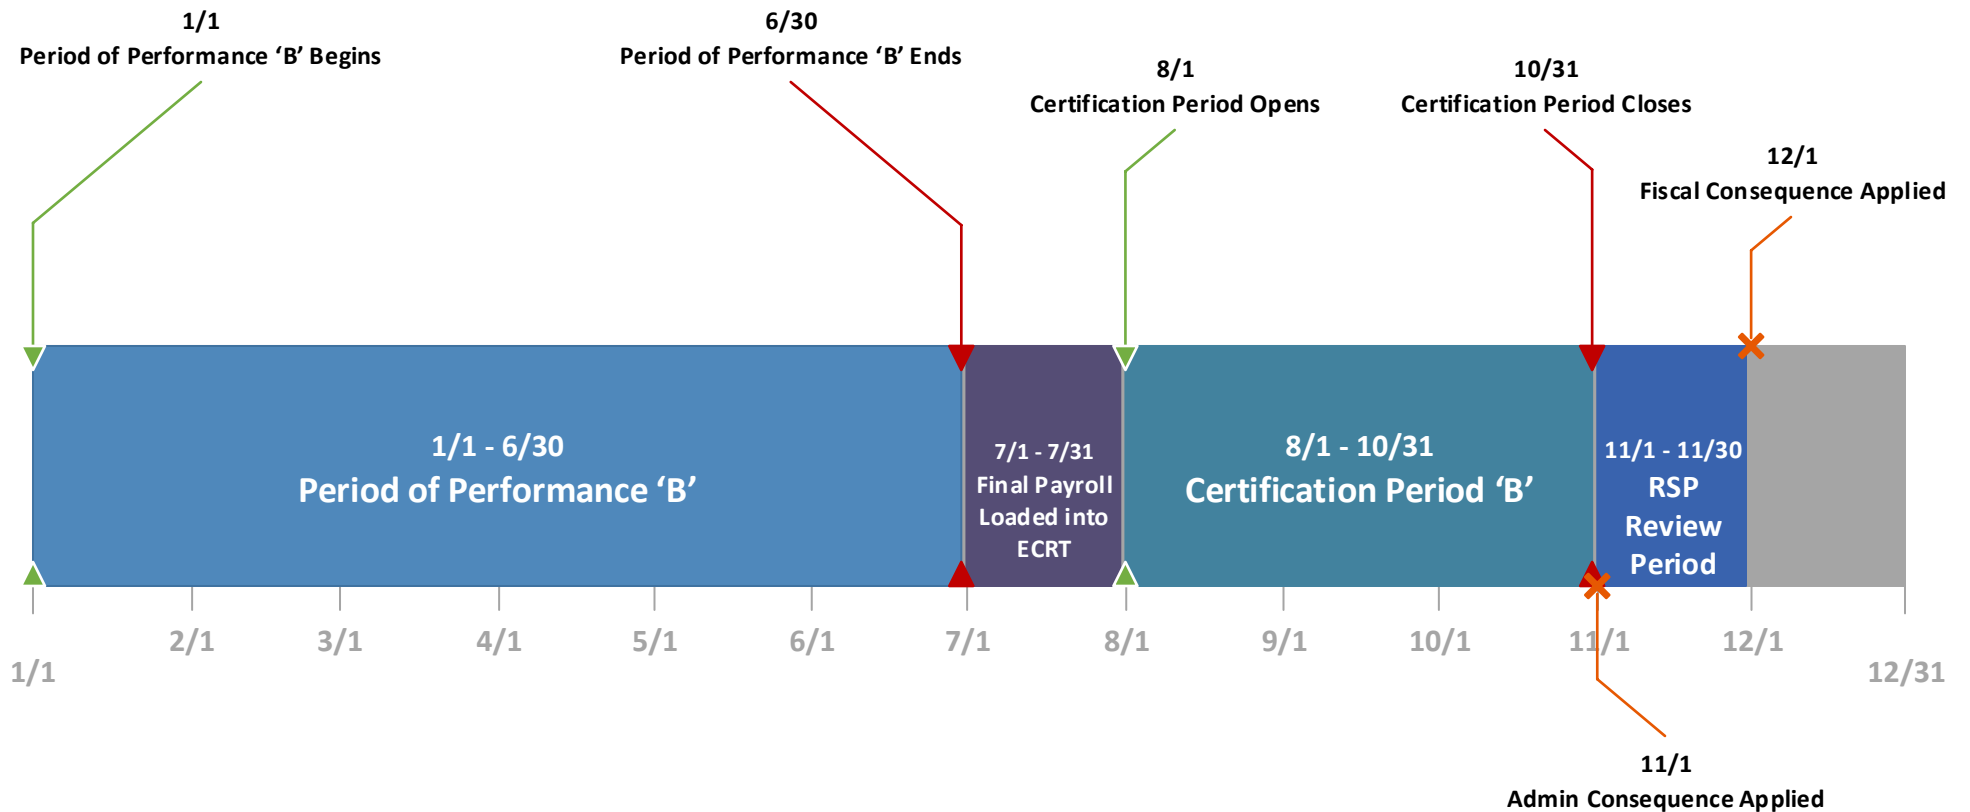 1/1
Period of Performance ‘B’ Begins
6/30
Period of Performance ‘B’ Ends
8/1
Certification Period Opens
10/31
Certification Period Closes
12/1
Fiscal Consequence Applied
1/1 - 6/30
Period of Performance ‘B’
7/1 - 7/31
Final Payroll
Loaded into
ECRT
8/1 - 10/31
Certification Period ‘B’
11/1 - 11/30
RSP
Review
Period
1/1
2/1
3/1
4/1
5/1
6/1
7/1
8/1
9/1
10/1
11/1
12/1
12/31
11/1
Admin Consequence Applied